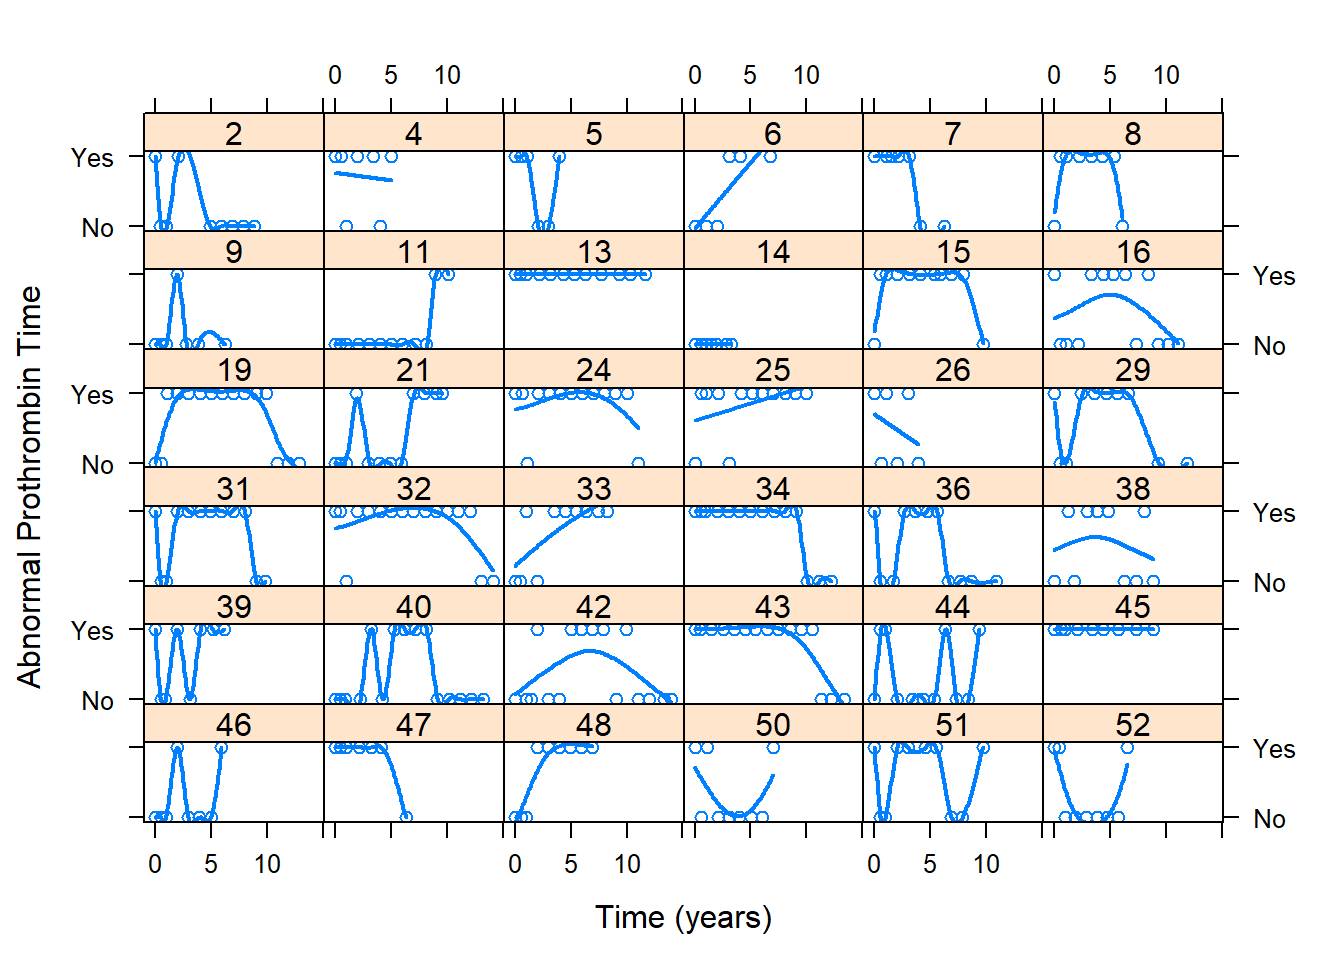 0 5 10 0 5 10
2 4 5 6 7 8
Yes
No
9 11 13 14 15 16
Yes
No
19 21 24 25 26 29
Yes
No
31 32 33 34 36 38
Yes
No
39 40 42 43 44 45
Yes
No
46 47 48 50 51 52
Yes
No
0 5 10 0 5 10 0 5 10
Time (years)
Abnormal Prothrombin Time